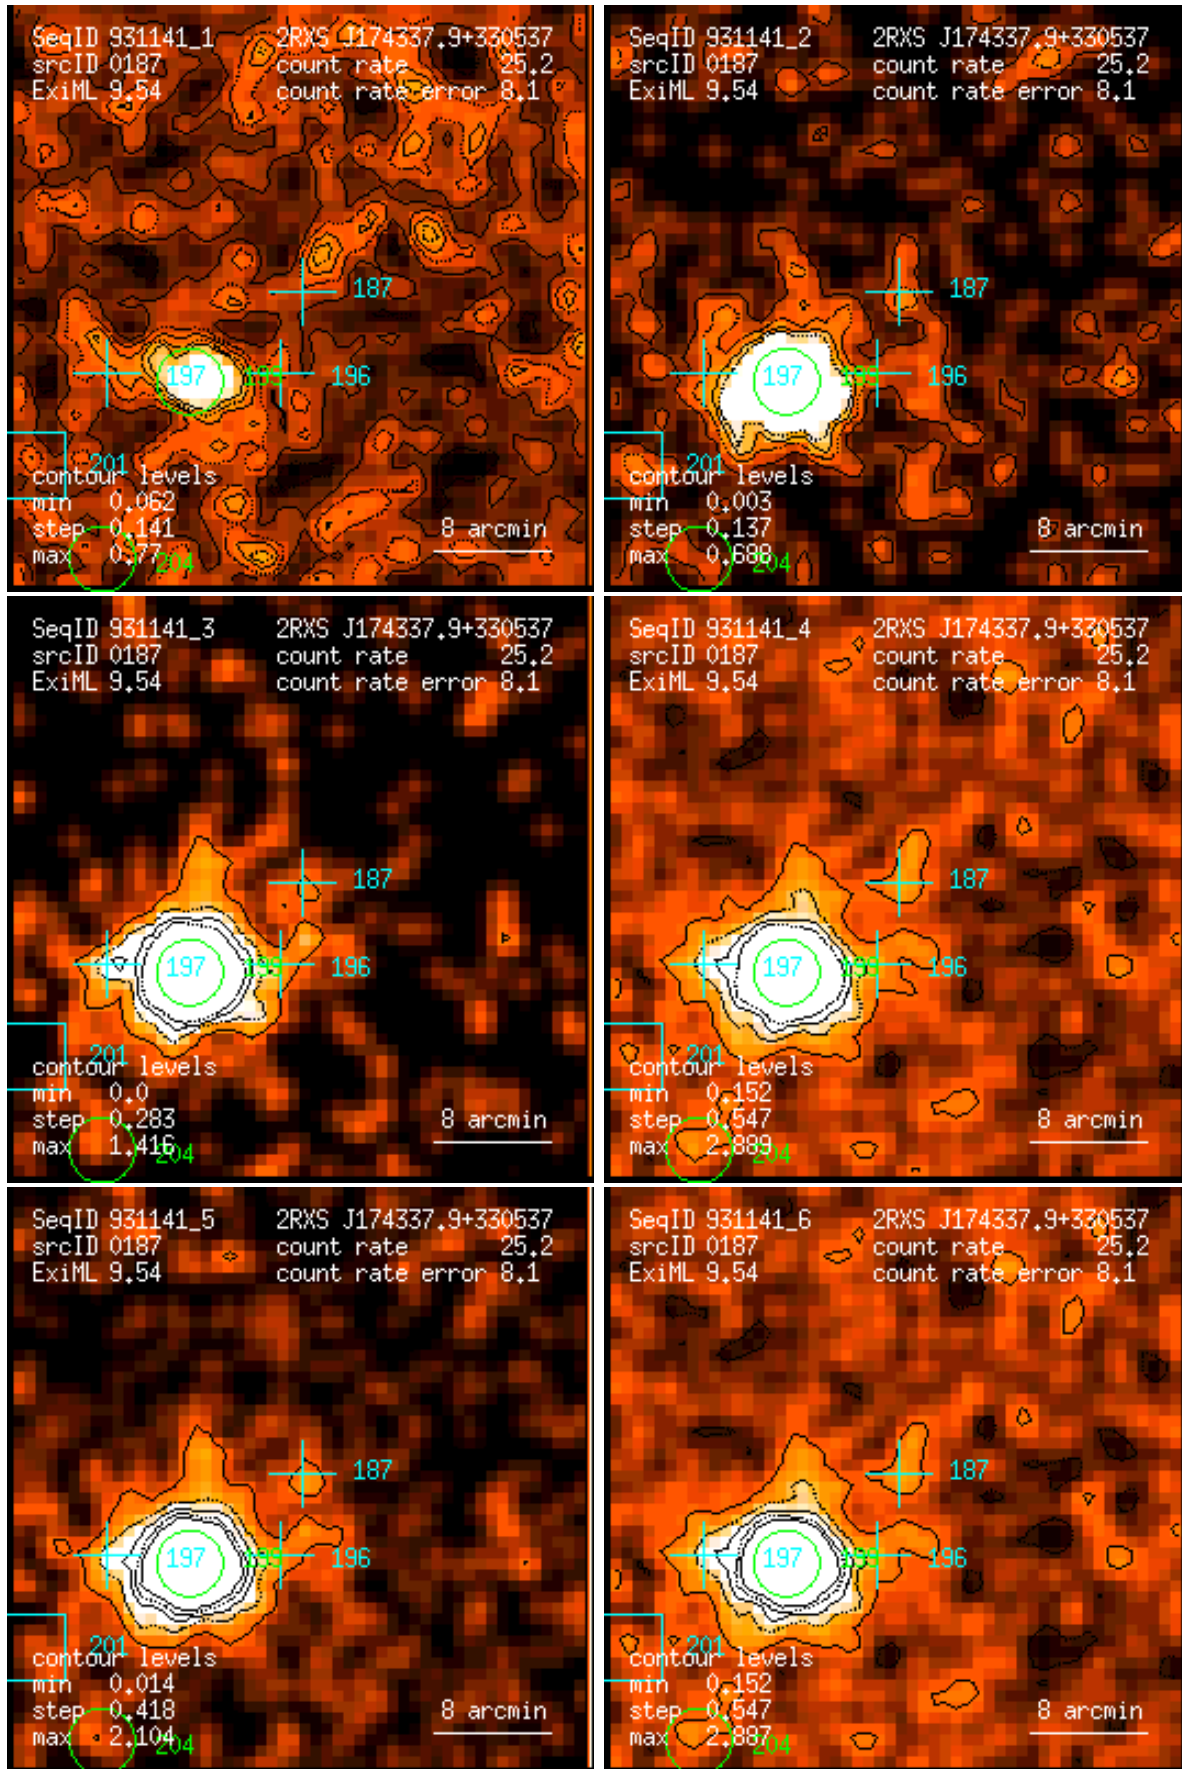 SeqID 931141_1 2RXS J174337.9+330537
srcID 0187 count rate 25.2
ExiML 9.54 count rate error 8.1
187
197 195 196
201
contour levels
min 0.062
step 0.141 8 arcmin
max 0.77 204
SeqID 931141_2 2RXS J174337.9+330537
srcID 0187 count rate 25.2
ExiML 9.54 count rate error 8.1
187
197 195 196
201
contour levels
min 0.003
step 0.137 8 arcmin
max 0.688 204
SeqID 931141_3 2RXS J174337.9+330537
srcID 0187 count rate 25.2
ExiML 9.54 count rate error 8.1
187
197 195 196
201
contour levels
min 0.0
step 0.283 8 arcmin
max 1.416 204
SeqID 931141_4 2RXS J174337.9+330537
srcID 0187 count rate 25.2
ExiML 9.54 count rate error 8.1
187
197 195 196
201
contour levels
min 0.152
step 0.547 8 arcmin
max 2.889 204
SeqID 931141_5 2RXS J174337.9+330537
srcID 0187 count rate 25.2
ExiML 9.54 count rate error 8.1
187
197 195 196
201
contour levels
min 0.014
step 0.418 8 arcmin
max 2.104 204
SeqID 931141_6 2RXS J174337.9+330537
srcID 0187 count rate 25.2
ExiML 9.54 count rate error 8.1
187
197 195 196
201
contour levels
min 0.152
step 0.547 8 arcmin
max 2.887 204